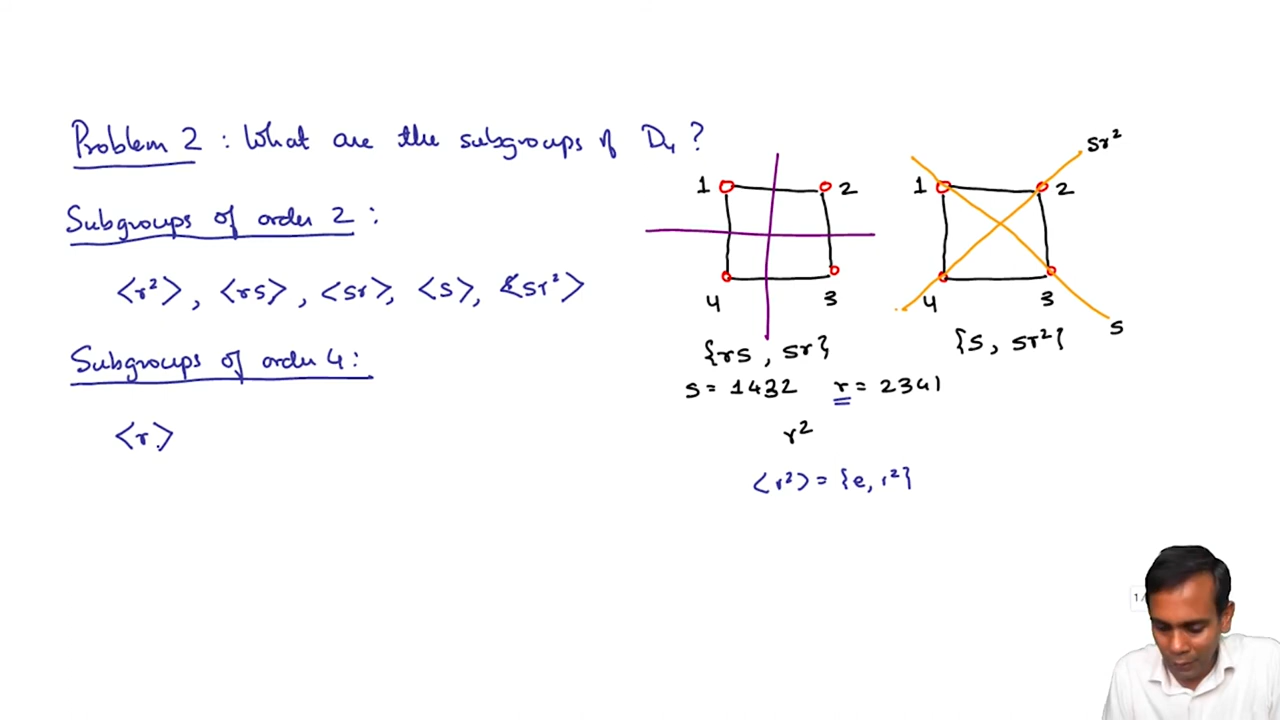 Problem 2 : What are the subgroups of D₄ ?
Subgroups of order 2 :
<r²>, <rs>, <sr>, <s>, <sr²>
Subgroups of order 4 :
<r>
1 2
4 3
{rs, sr}
sr²
1 2
4 3
s
{s, sr²}
s = 1432 r = 2341
r²
<r²> = {e, r²}